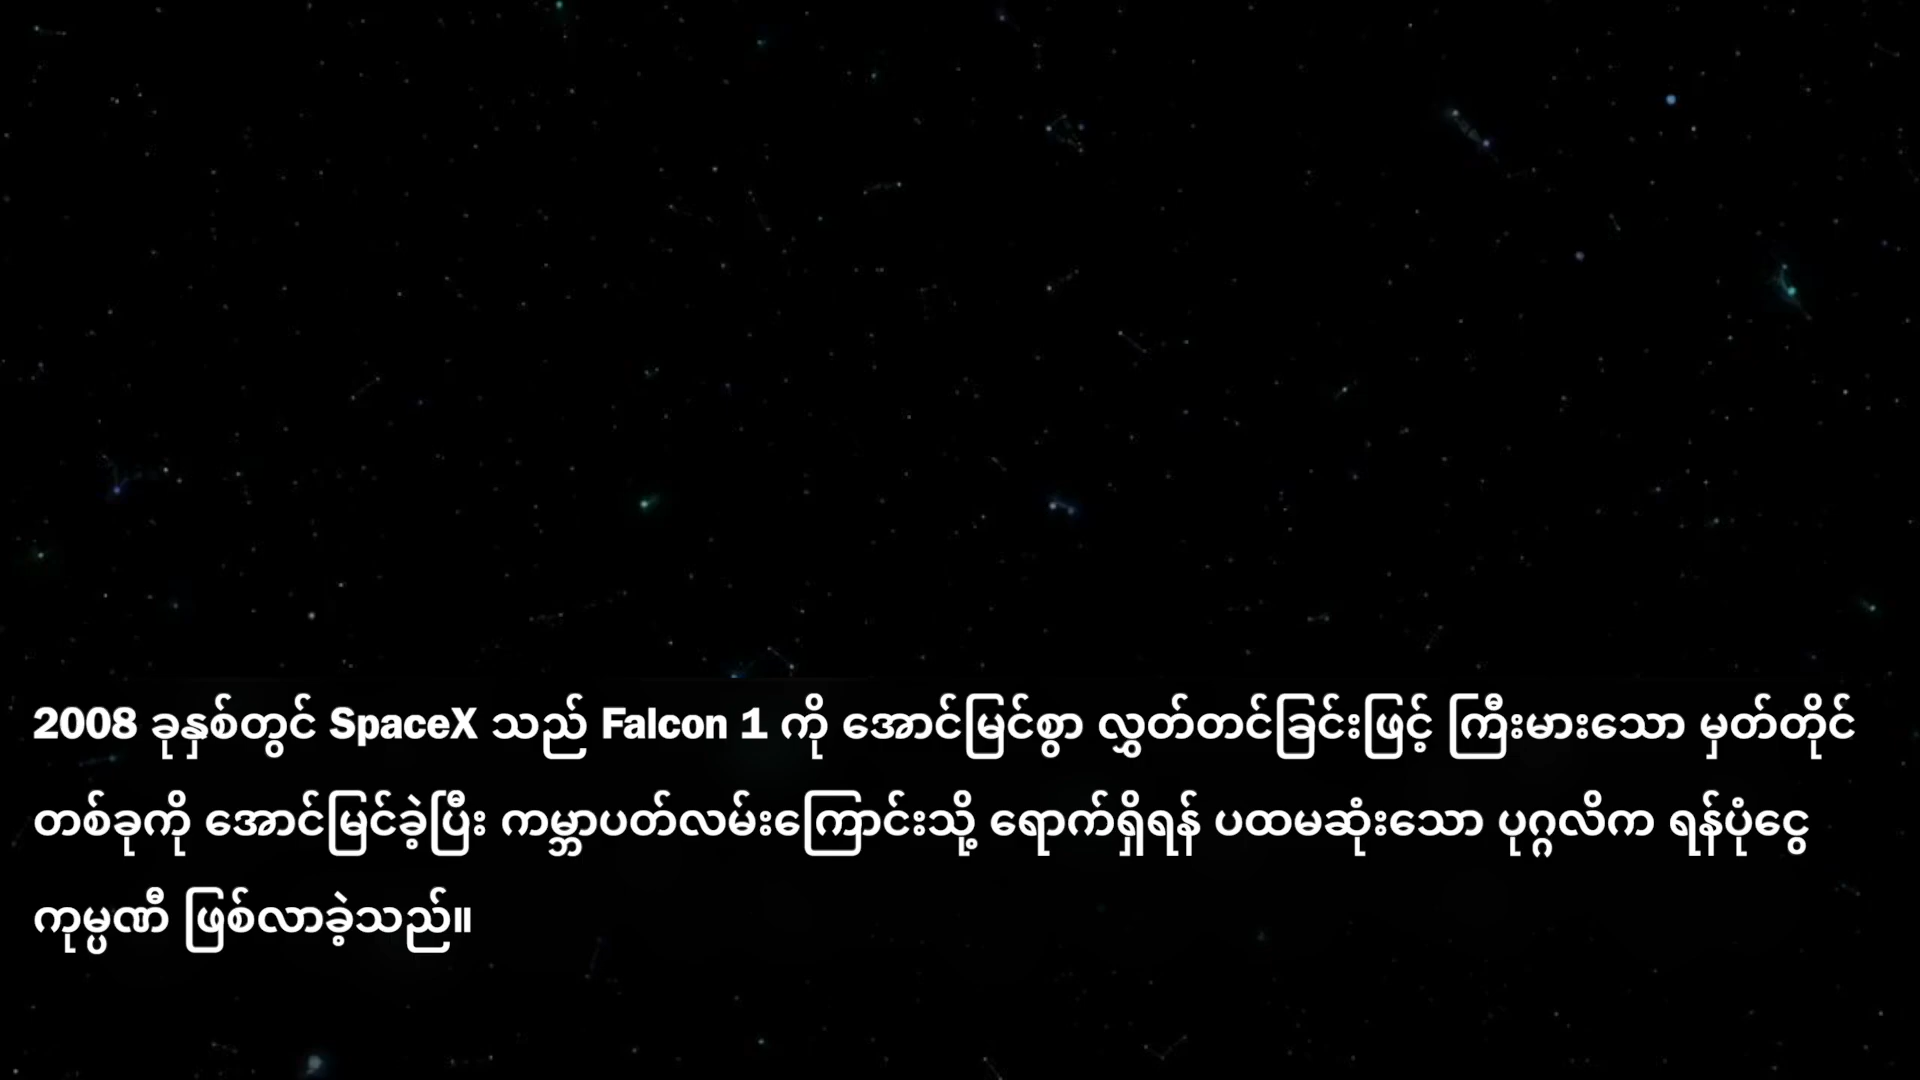 2008 ခုနှစ်တွင် SpaceX သည် Falcon 1 ကို အောင်မြင်စွာ လွှတ်တင်ခြင်းဖြင့် ကြီးမားသော မှတ်တိုင်
တစ်ခုကို အောင်မြင်ခဲ့ပြီး ကမ္ဘာပတ်လမ်းကြောင်းသို့ ရောက်ရှိရန် ပထမဆုံးသော ပုဂ္ဂလိက ရန်ပုံငွေ
ကုမ္ပဏီ ဖြစ်လာခဲ့သည်။